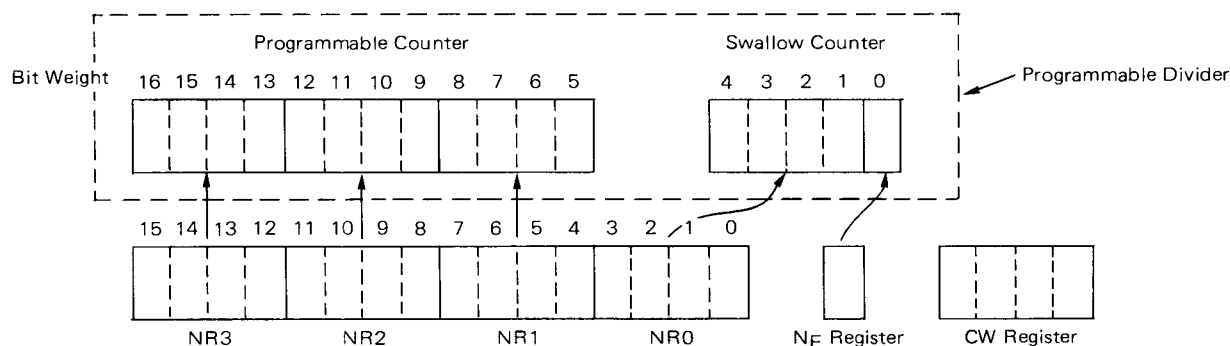 Programmable Counter
Swallow Counter
Bit Weight
16 15 14 13 12 11 10 9 8 7 6 5
4 3 2 1 0
Programmable Divider
15 14 13 12 11 10 9 8 7 6 5 4 3 2 1 0
NR3
NR2
NR1
NR0
NF Register
CW Register